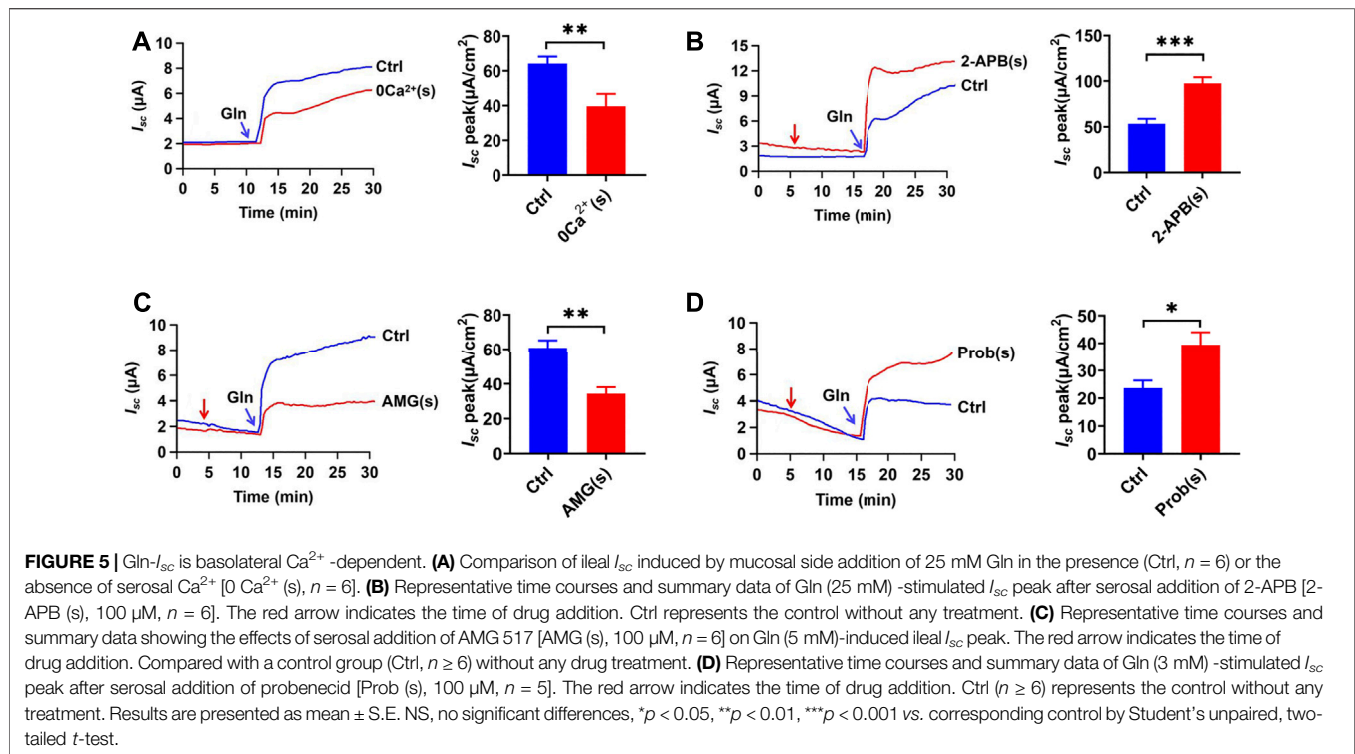 A
10
8
6
4
2
0
I_sc (µA)
Gln
Ctrl
0Ca²⁺(s)
0 5 10 15 20 25 30
Time (min)
80
60
40
20
0
I_sc peak(µA/cm²)
**
Ctrl
0Ca²⁺(s)
B
15
12
9
6
3
0
I_sc (µA)
Gln
2-APB(s)
Ctrl
0 5 10 15 20 25 30
Time (min)
150
100
50
0
I_sc peak(µA/cm²)
***
Ctrl
2-APB(s)
C
10
8
6
4
2
0
I_sc (µA)
Gln
Ctrl
AMG(s)
0 5 10 15 20 25 30
Time (min)
80
60
40
20
0
I_sc peak(µA/cm²)
**
Ctrl
AMG(s)
D
10
8
6
4
2
0
I_sc (µA)
Gln
Prob(s)
Ctrl
0 5 10 15 20 25 30
Time (min)
50
40
30
20
10
0
I_sc peak(µA/cm²)
*
Ctrl
Prob(s)
FIGURE 5 | Gln-I_sc is basolateral Ca²⁺ -dependent. (A) Comparison of ileal I_sc induced by mucosal side addition of 25 mM Gln in the presence (Ctrl, n = 6) or the
absence of serosal Ca²⁺ [0 Ca²⁺ (s), n = 6]. (B) Representative time courses and summary data of Gln (25 mM) -stimulated I_sc peak after serosal addition of 2-APB [2-
APB (s), 100 µM, n = 6]. The red arrow indicates the time of drug addition. Ctrl represents the control without any treatment. (C) Representative time courses and
summary data showing the effects of serosal addition of AMG 517 [AMG (s), 100 µM, n = 6] on Gln (5 mM)-induced ileal I_sc peak. The red arrow indicates the time of
drug addition. Compared with a control group (Ctrl, n ≥ 6) without any drug treatment. (D) Representative time courses and summary data of Gln (3 mM) -stimulated I_sc
peak after serosal addition of probenecid [Prob (s), 100 µM, n = 5]. The red arrow indicates the time of drug addition. Ctrl (n ≥ 6) represents the control without any
treatment. Results are presented as mean ± S.E. NS, no significant differences, *p < 0.05, **p < 0.01, ***p < 0.001 vs. corresponding control by Student's unpaired, two-
tailed t-test.